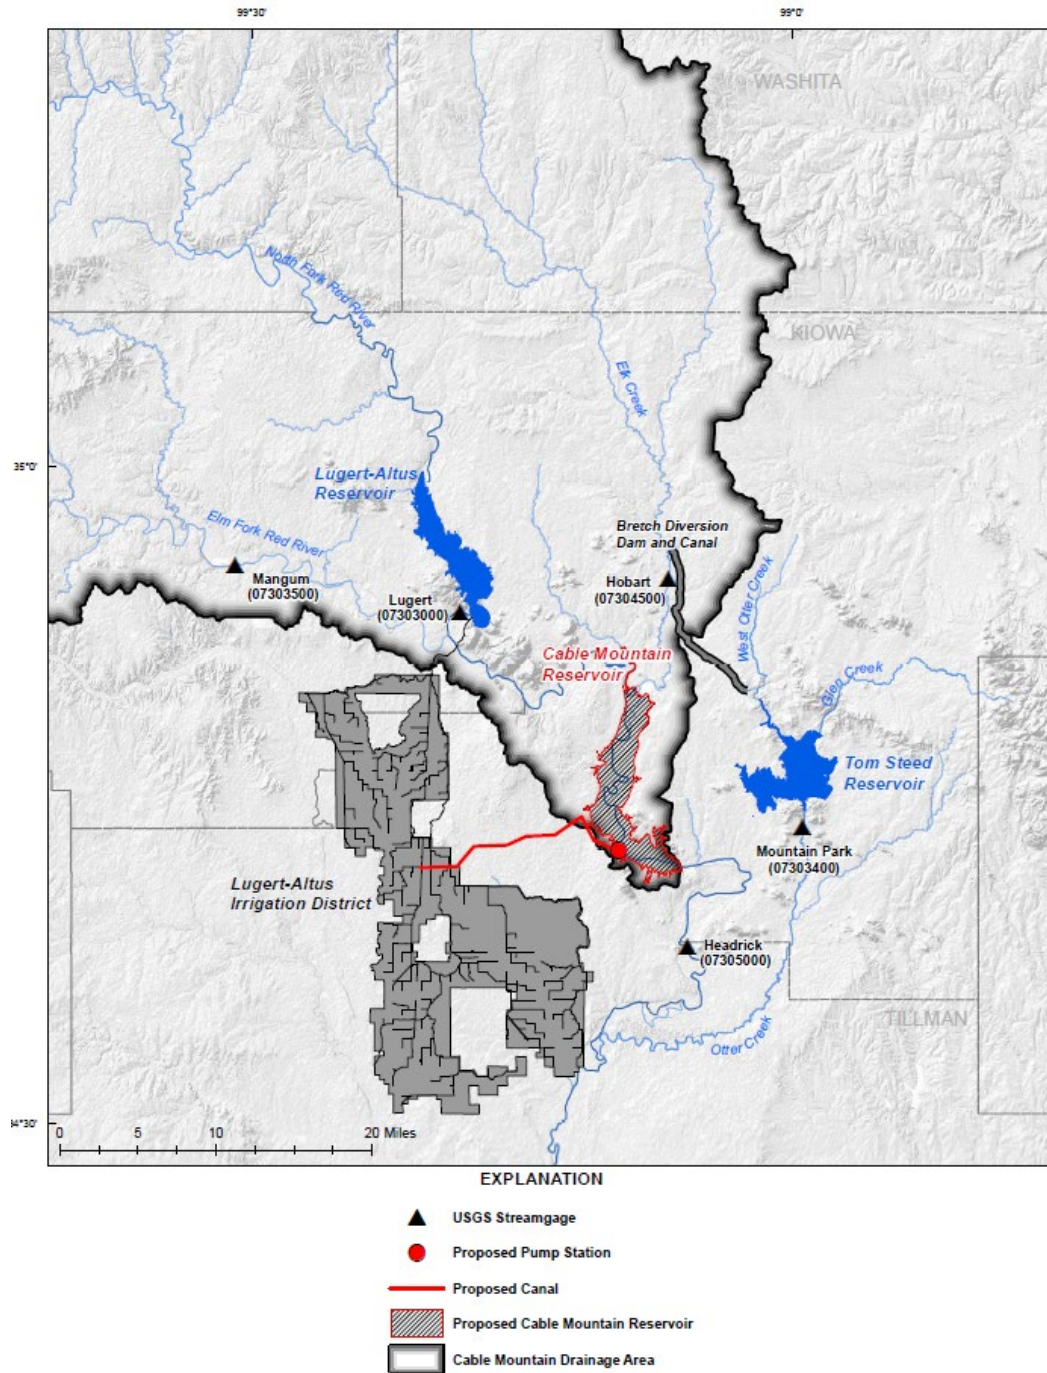 99°30'
99°0'
WASHITA
North Fork Red River
KIOWA
Elk Creek
35°0'
Lugert-Altus
Reservoir
Elm Fork Red River
Bretch Diversion
Dam and Canal
Mangum
(07303500)
Lugert
(07303000)
Hobart
(07304500)
West Otter Creek
Cable Mountain
Reservoir
Glen Creek
Tom Steed
Reservoir
Mountain Park
(07303400)
Lugert-Altus
Irrigation District
Headrick
(07305000)
TILLMAN
Otter Creek
4°30'
0 5 10 20 Miles
EXPLANATION
USGS Streamgage
Proposed Pump Station
Proposed Canal
Proposed Cable Mountain Reservoir
Cable Mountain Drainage Area